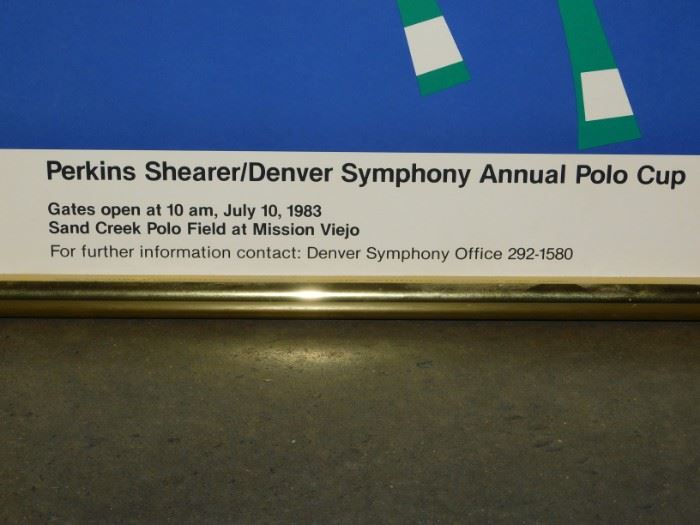 Perkins Shearer/Denver Symphony Annual Polo Cup
Gates open at 10 am, July 10, 1983
Sand Creek Polo Field at Mission Viejo
For further information contact: Denver Symphony Office 292-1580